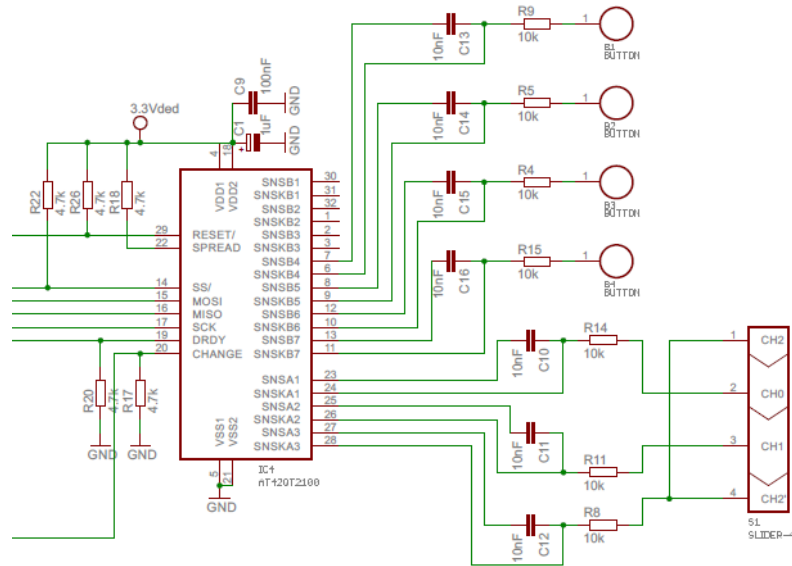 R9
10nF
C13
10k
1
B1
BUTTON
R5
10nF
C14
10k
1
B2
BUTTON
R4
10nF
C15
10k
1
B3
BUTTON
R15
10nF
C16
10k
1
B4
BUTTON
C9
100nF
GND
3.3Vded
C1
1uF
+
GND
4
18
VDD1
VDD2
R22
4.7k
R26
4.7k
R18
4.7k
29 RESET/
22 SPREAD
14 SS/
15 MOSI
16 MISO
17 SCK
19 DRDY
20 CHANGE
SNSB1 30
SNSKB1 31
SNSB2 32
SNSKB2 1
SNSB3 2
SNSKB3 3
SNSB4 7
SNSKB4 6
SNSB5 8
SNSKB5 9
SNSB6 12
SNSKB6 10
SNSB7 13
SNSKB7 11
SNSA1 23
SNSKA1 24
SNSA2 25
SNSKA2 26
SNSA3 27
SNSKA3 28
R20
4.7k
R17
4.7k
GND
GND
VSS1
VSS2
5
21
GND
IC4
AT42QT2100
10nF
C10
R14
10k
10nF
C11
R11
10k
10nF
C12
R8
10k
1 CH2
2 CH0
3 CH1
4 CH2'
S1
SLIDER-